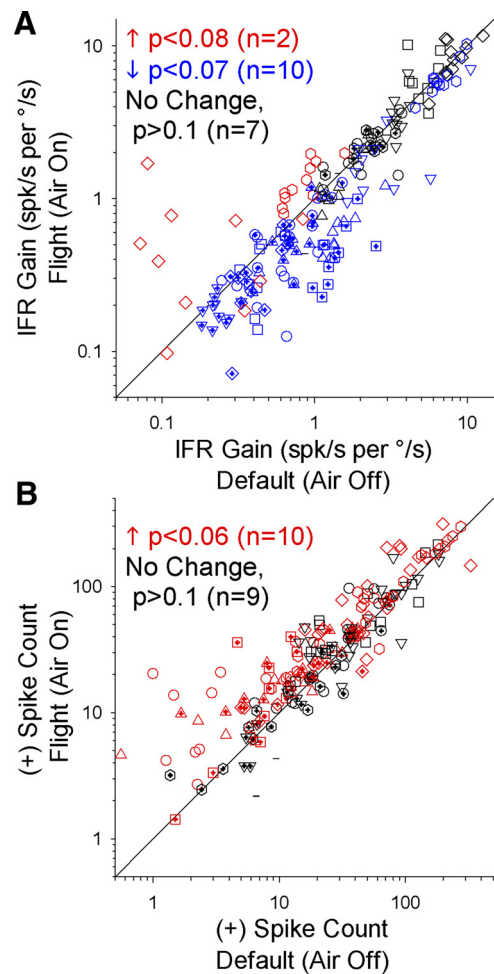 A
↑ p<0.08 (n=2)
↓ p<0.07 (n=10)
No Change,
p>0.1 (n=7)
IFR Gain (spk/s per °/s)
Flight (Air On)
10
1
0.1
0.1 1 10
IFR Gain (spk/s per °/s)
Default (Air Off)
B
↑ p<0.06 (n=10)
No Change,
p>0.1 (n=9)
(+) Spike Count
Flight (Air On)
100
10
1
1 10 100
(+) Spike Count
Default (Air Off)